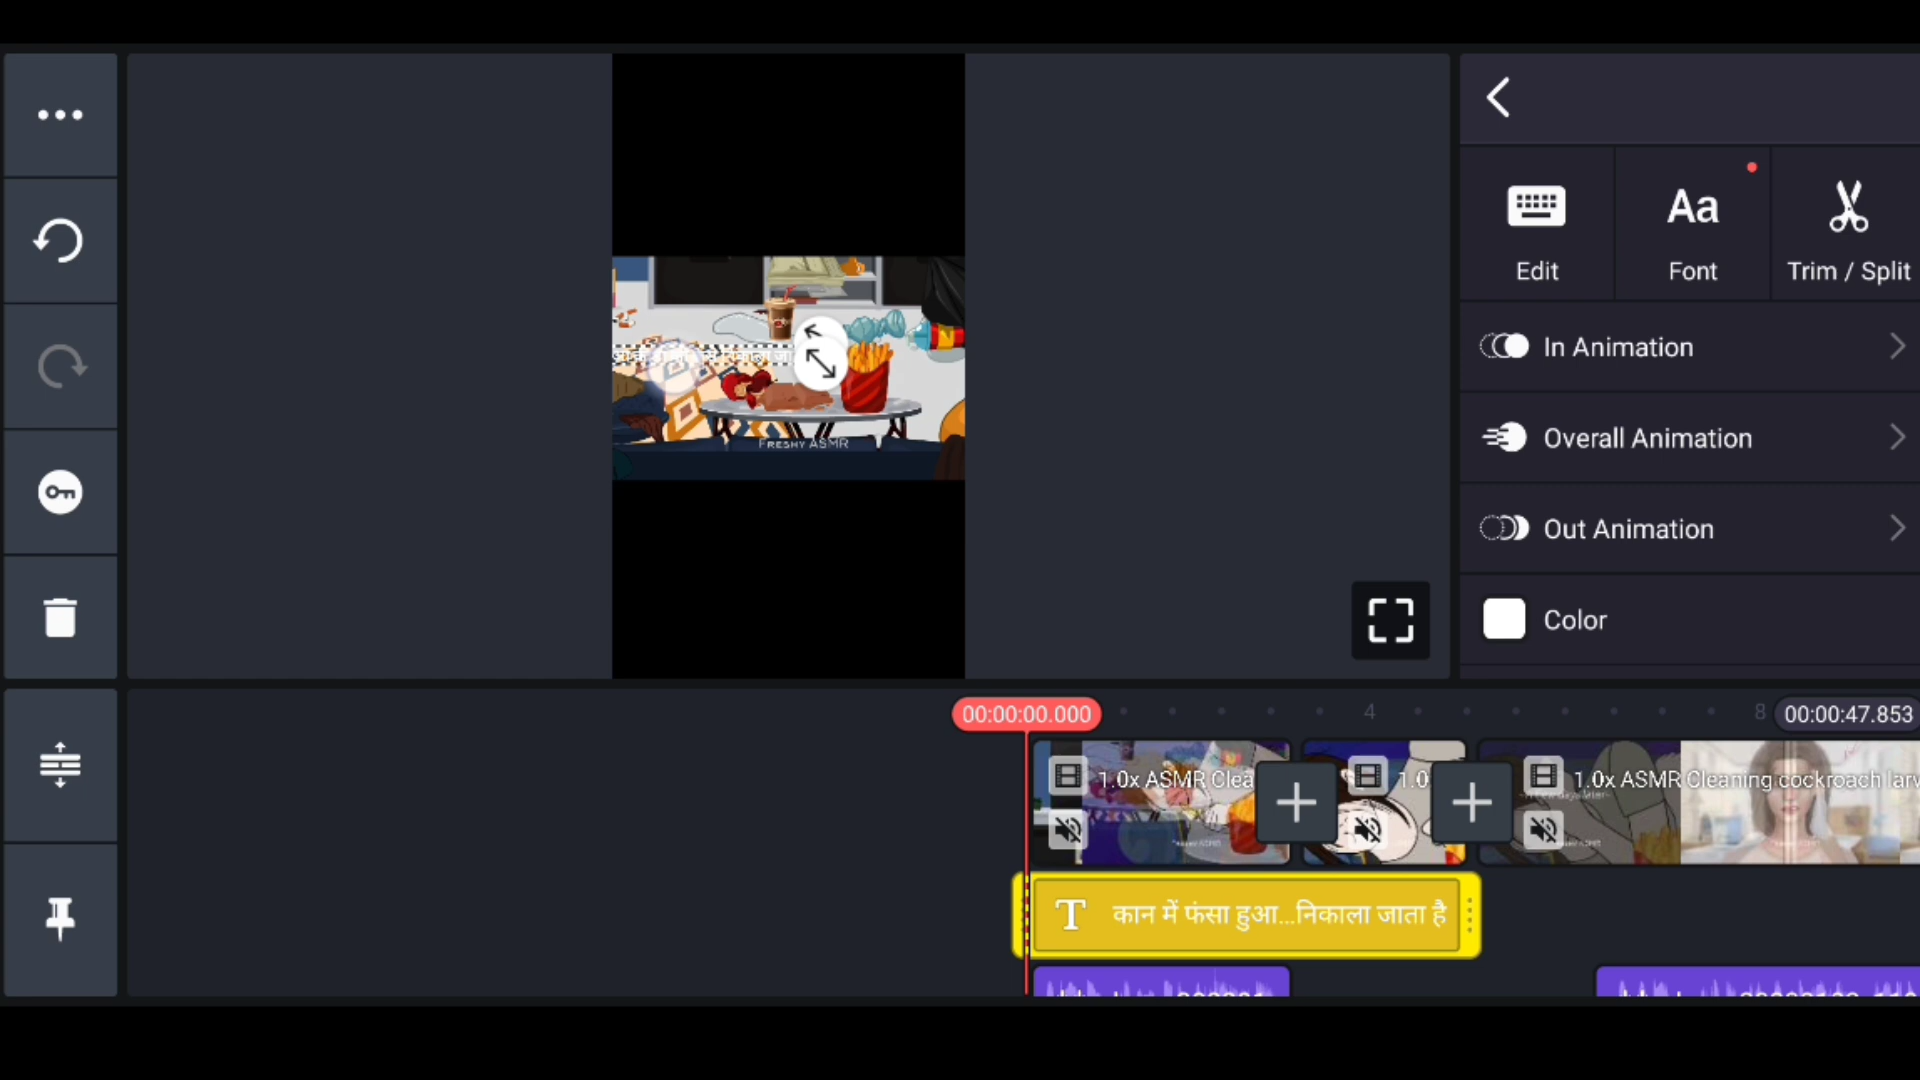 Edit
Font
Trim / Split
In Animation
Overall Animation
Out Animation
Color
Aa
FRESHY ASMR
00:00:00.000
4
8
00:00:47.853
1.0x ASMR Clea
1.0
1.0x ASMR Cleaning cockroach larv
T
कान में फंसा हुआ...निकाला जाता है